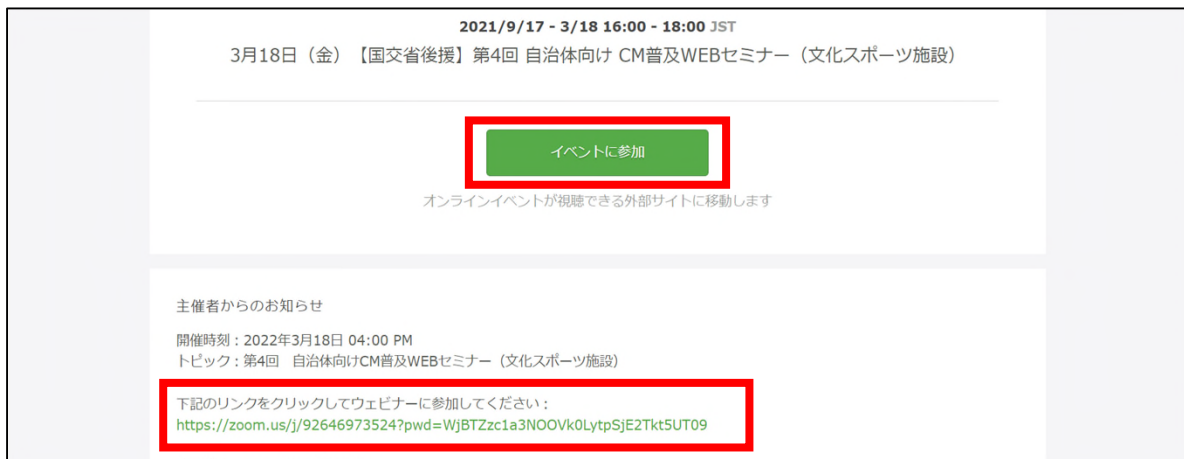 2021/9/17 - 3/18 16:00 - 18:00 JST
3月18日（金）【国交省後援】第4回 自治体向け CM普及WEBセミナー（文化スポーツ施設）
イベントに参加
オンラインイベントが視聴できる外部サイトに移動します
主催者からのお知らせ
開催時刻：2022年3月18日 04:00 PM
トピック：第4回　自治体向けCM普及WEBセミナー（文化スポーツ施設）
下記のリンクをクリックしてウェビナーに参加してください：
https://zoom.us/j/92646973524?pwd=WjBTZzc1a3NOOVk0LytpSjE2Tkt5UT09